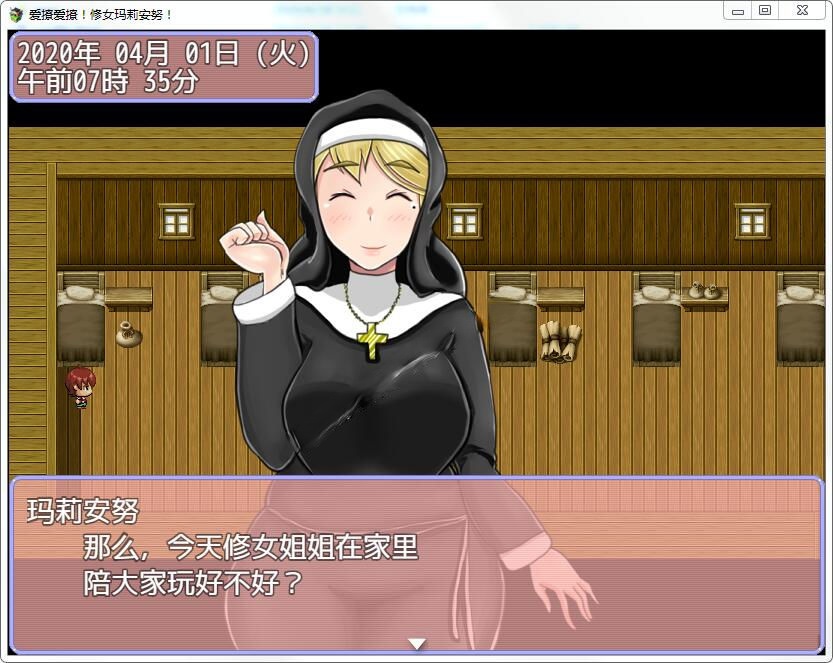 爱撩爱撩！修女玛莉安努！
2020年 04月 01日 (火)
午前07時 35分
玛莉安努
那么，今天修女姐姐在家里
陪大家玩好不好？